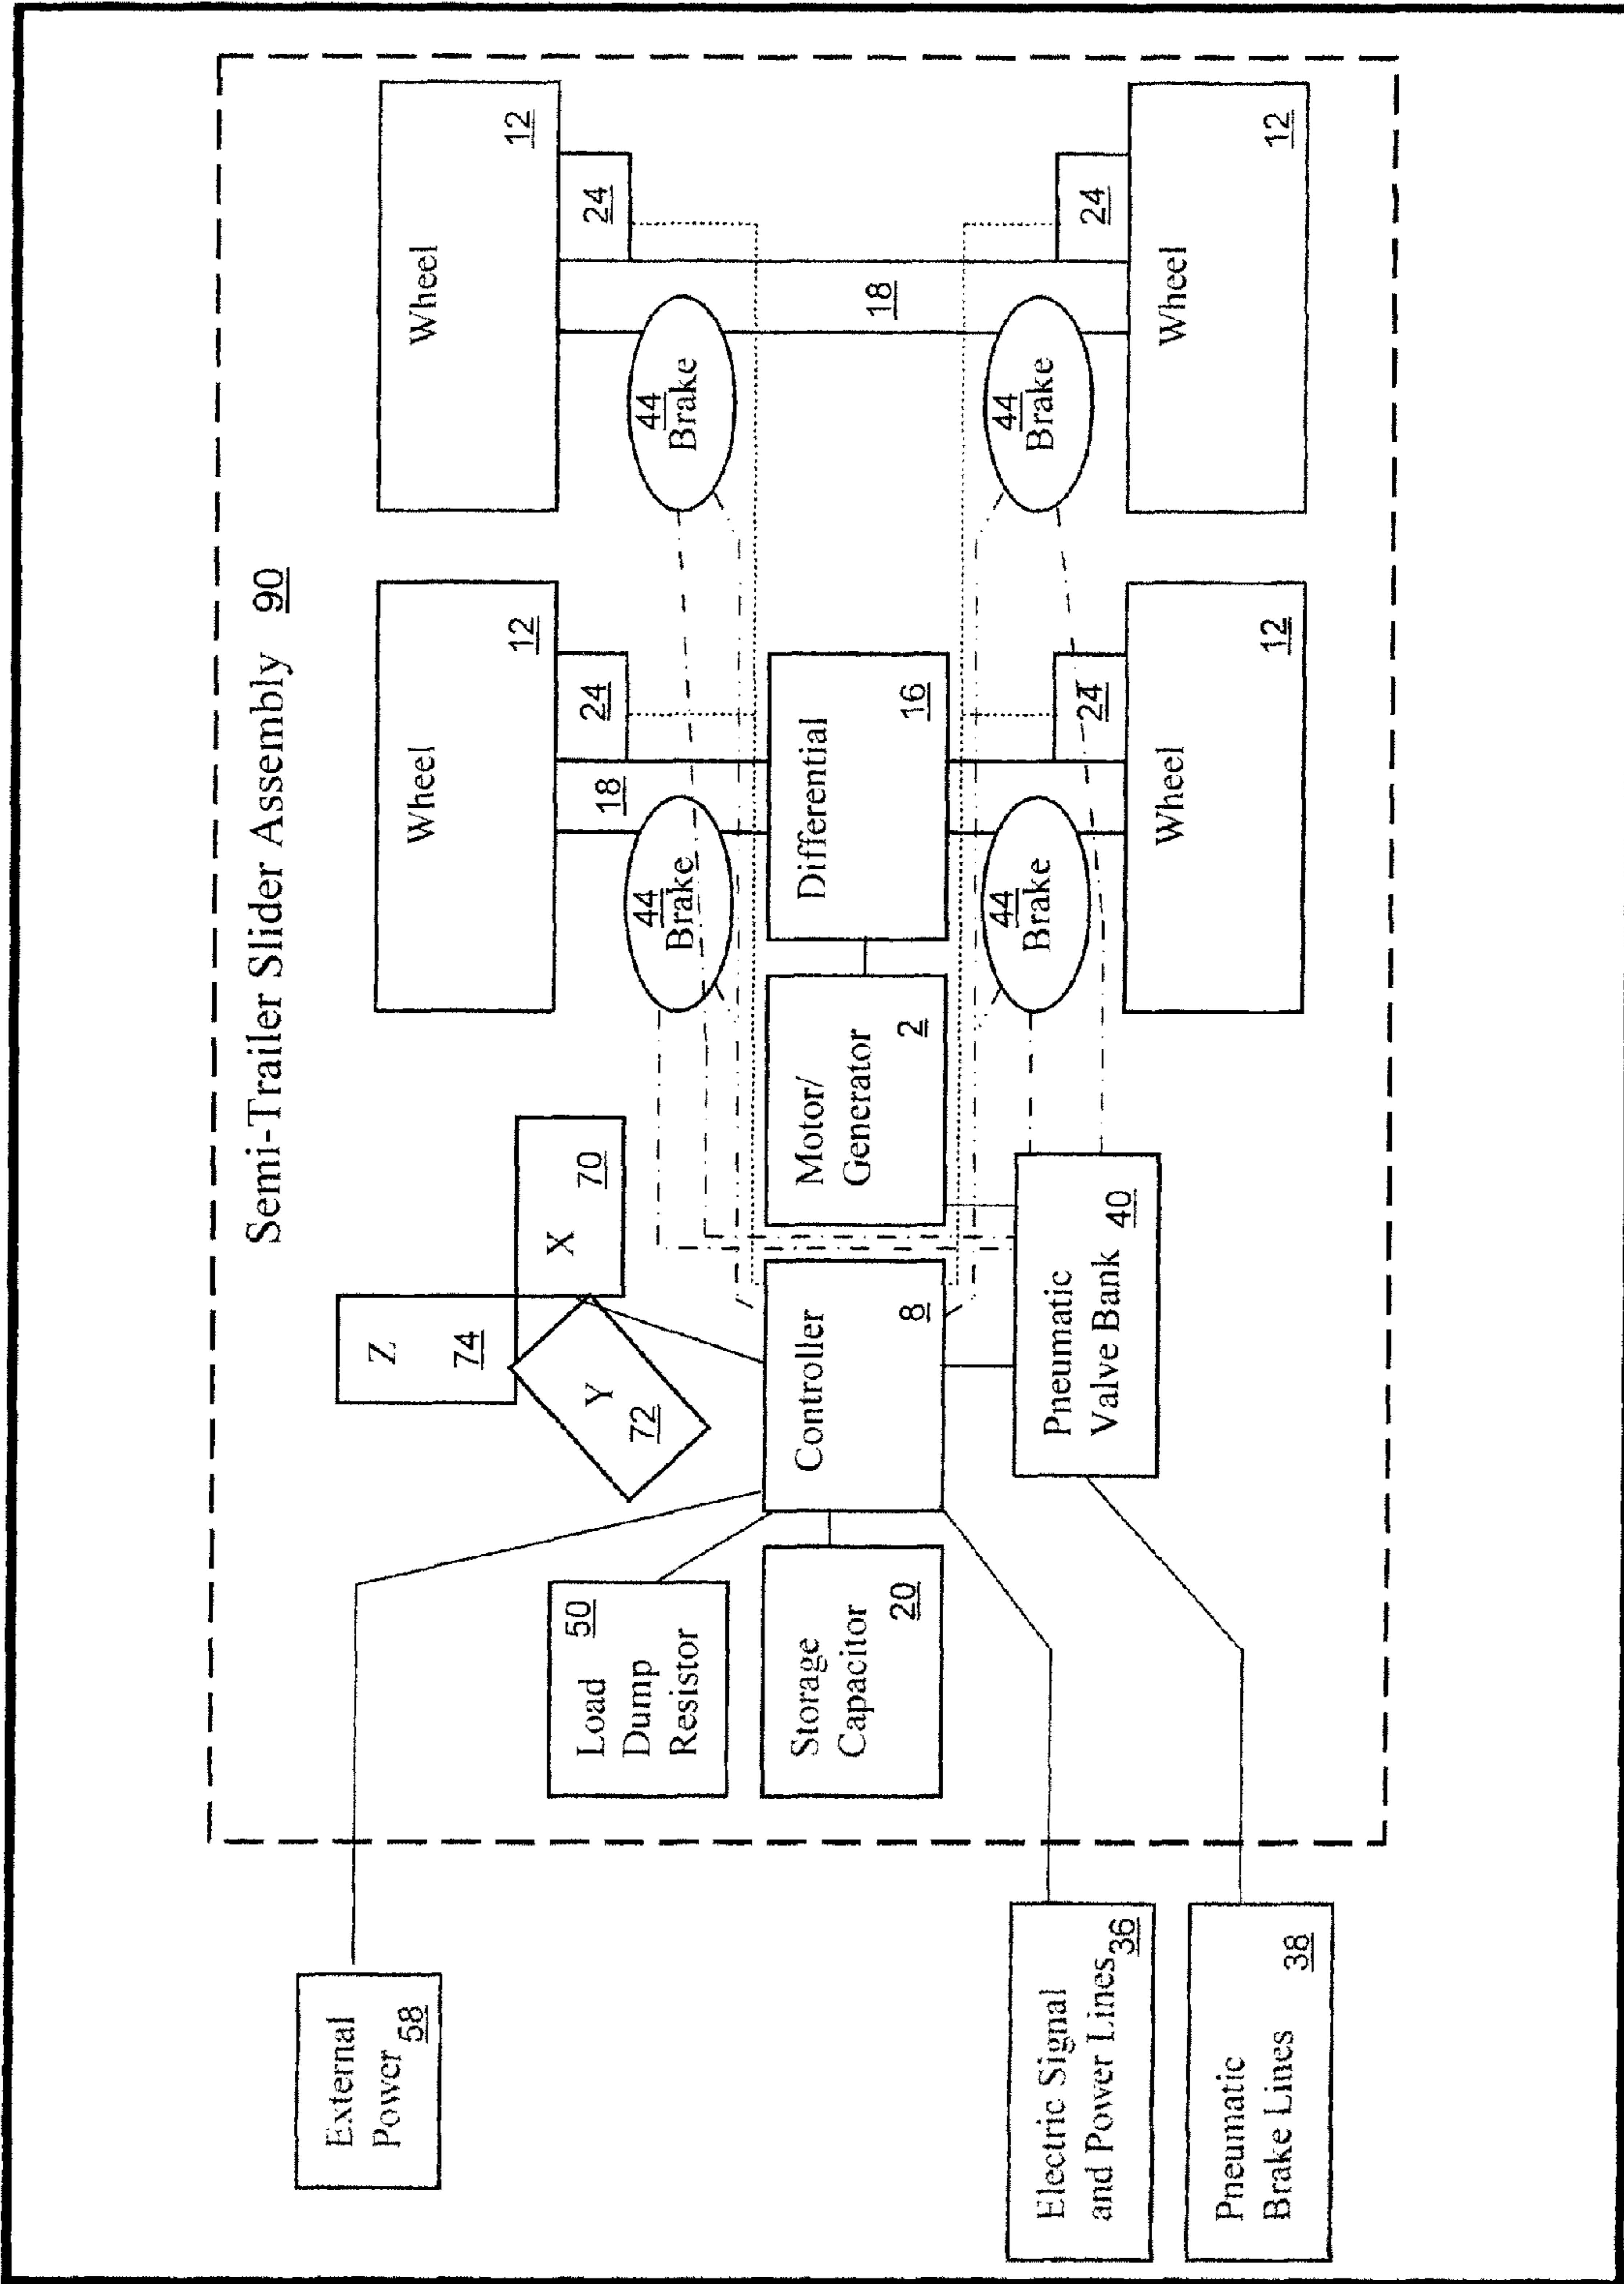 Semi-Trailer Slider Assembly 90
External
Power 58
Load 50
Dump
Resistor
Storage
Capacitor
20
Z
74
Y
72
X
70
Controller
8
Motor/
Generator
2
Differential
16
Pneumatic
Valve Bank 40
Electric Signal
and Power Lines 36
Pneumatic
Brake Lines
38
Wheel
12
24
18
44
Brake
Wheel
12
24
44
Brake
18
Wheel
12
24
44
Brake
Wheel
12
24
44
Brake